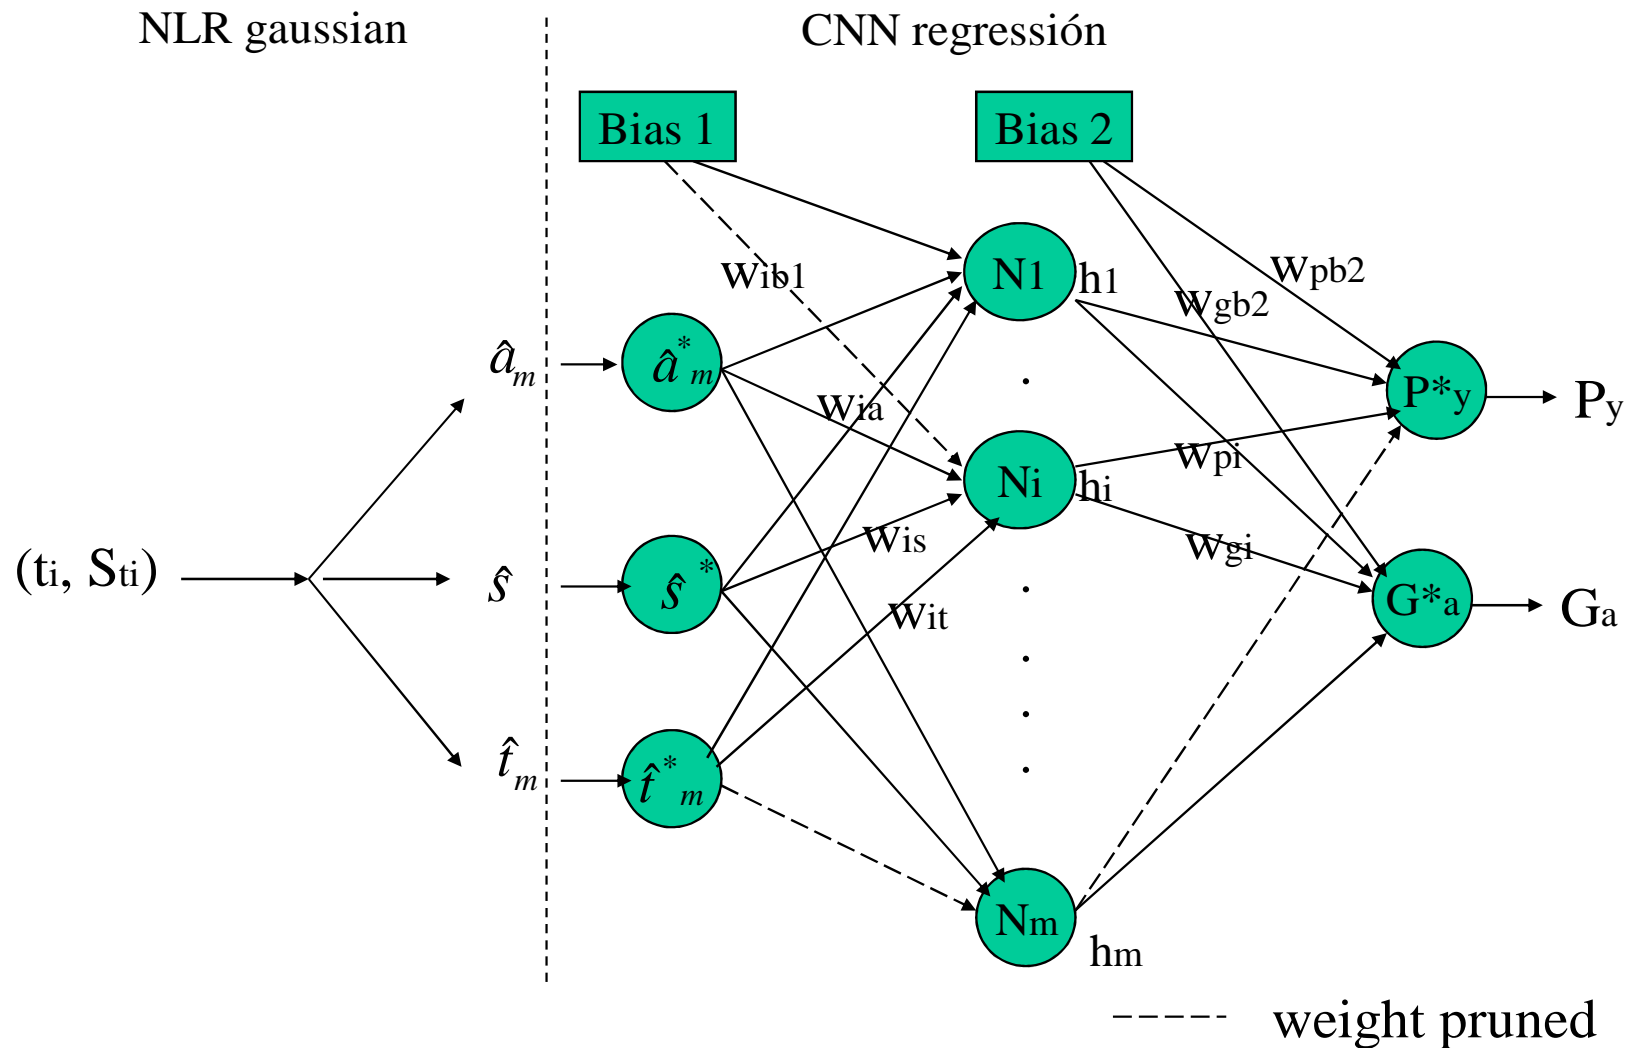 NLR gaussian
CNN regressión
Bias 1
Bias 2
wib1
N1
h1
wpb2
wgb2
âm
â*m
wia
P*y
Py
Ni
hi
wpi
wis
wgi
(ti, Sti)
ŝ
ŝ*
wit
G*a
Ga
t̂m
t̂*m
Nm
hm
weight pruned